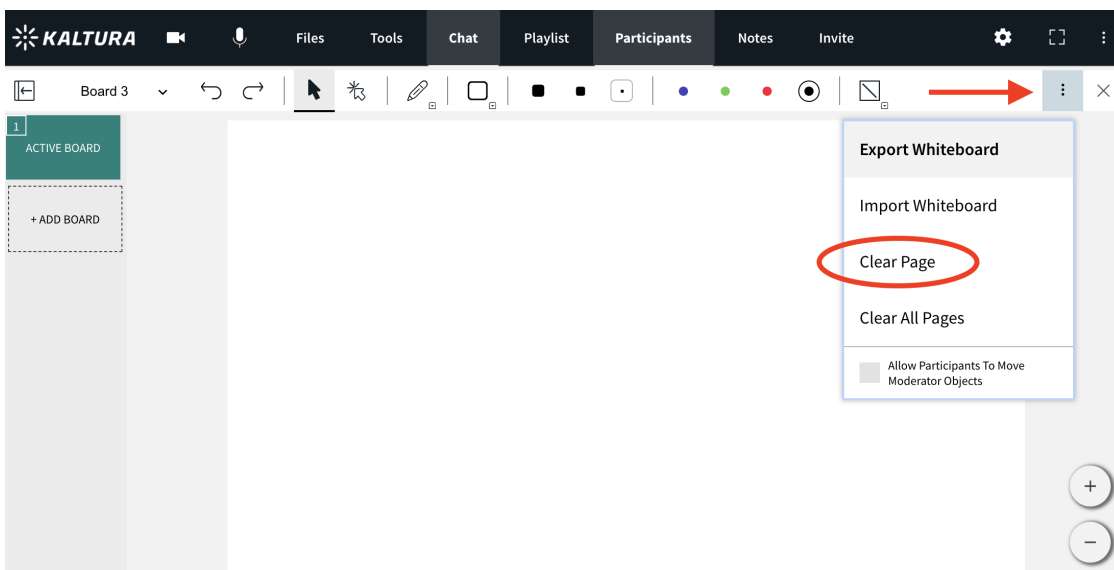 KALTURA Files Tools Chat Playlist Participants Notes Invite
Board 3
1
ACTIVE BOARD
+ ADD BOARD
Export Whiteboard
Import Whiteboard
Clear Page
Clear All Pages
Allow Participants To Move
Moderator Objects